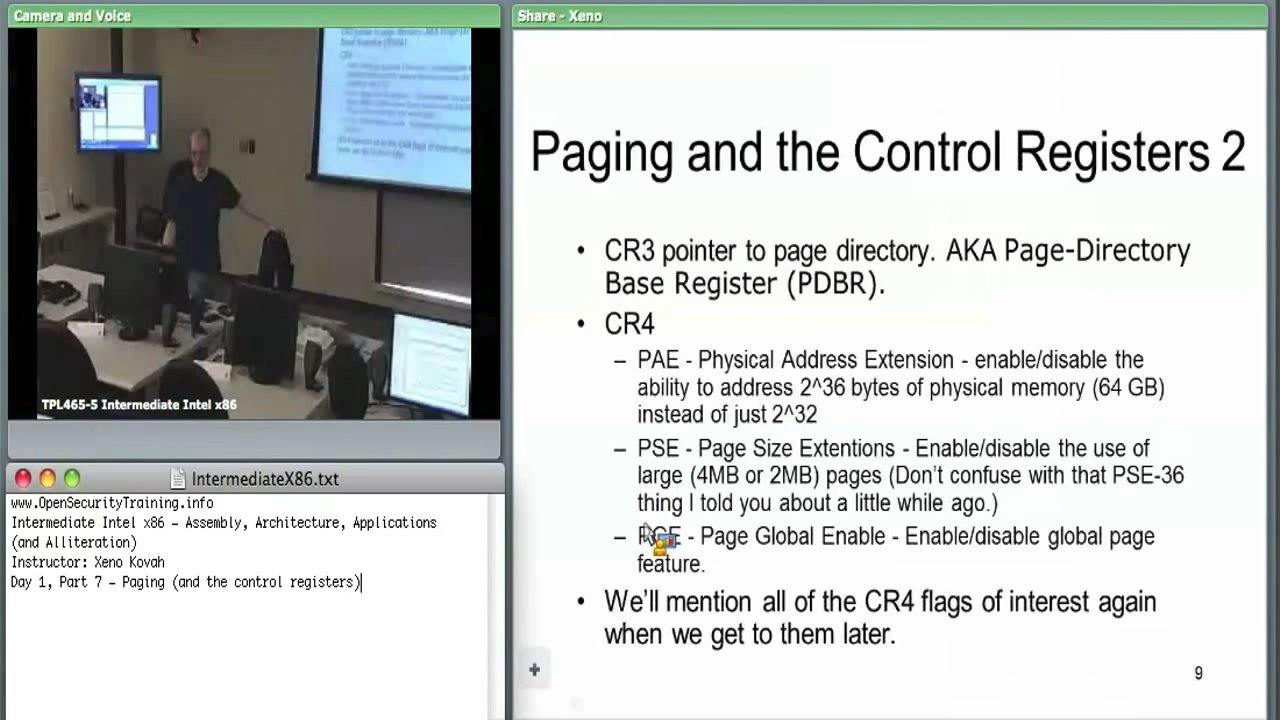 Camera and Voice
TPL465-5 Intermediate Intel x86
IntermediateX86.txt
www.OpenSecurityTraining.info
Intermediate Intel x86 – Assembly, Architecture, Applications
(and Alliteration)
Instructor: Xeno Kovah
Day 1, Part 7 – Paging (and the control registers)
Share - Xeno
Paging and the Control Registers 2
• CR3 pointer to page directory. AKA Page-Directory
Base Register (PDBR).
• CR4
– PAE - Physical Address Extension - enable/disable the
ability to address 2^36 bytes of physical memory (64 GB)
instead of just 2^32
– PSE - Page Size Extentions - Enable/disable the use of
large (4MB or 2MB) pages (Don't confuse with that PSE-36
thing I told you about a little while ago.)
– PGE - Page Global Enable - Enable/disable global page
feature.
• We'll mention all of the CR4 flags of interest again
when we get to them later.
9